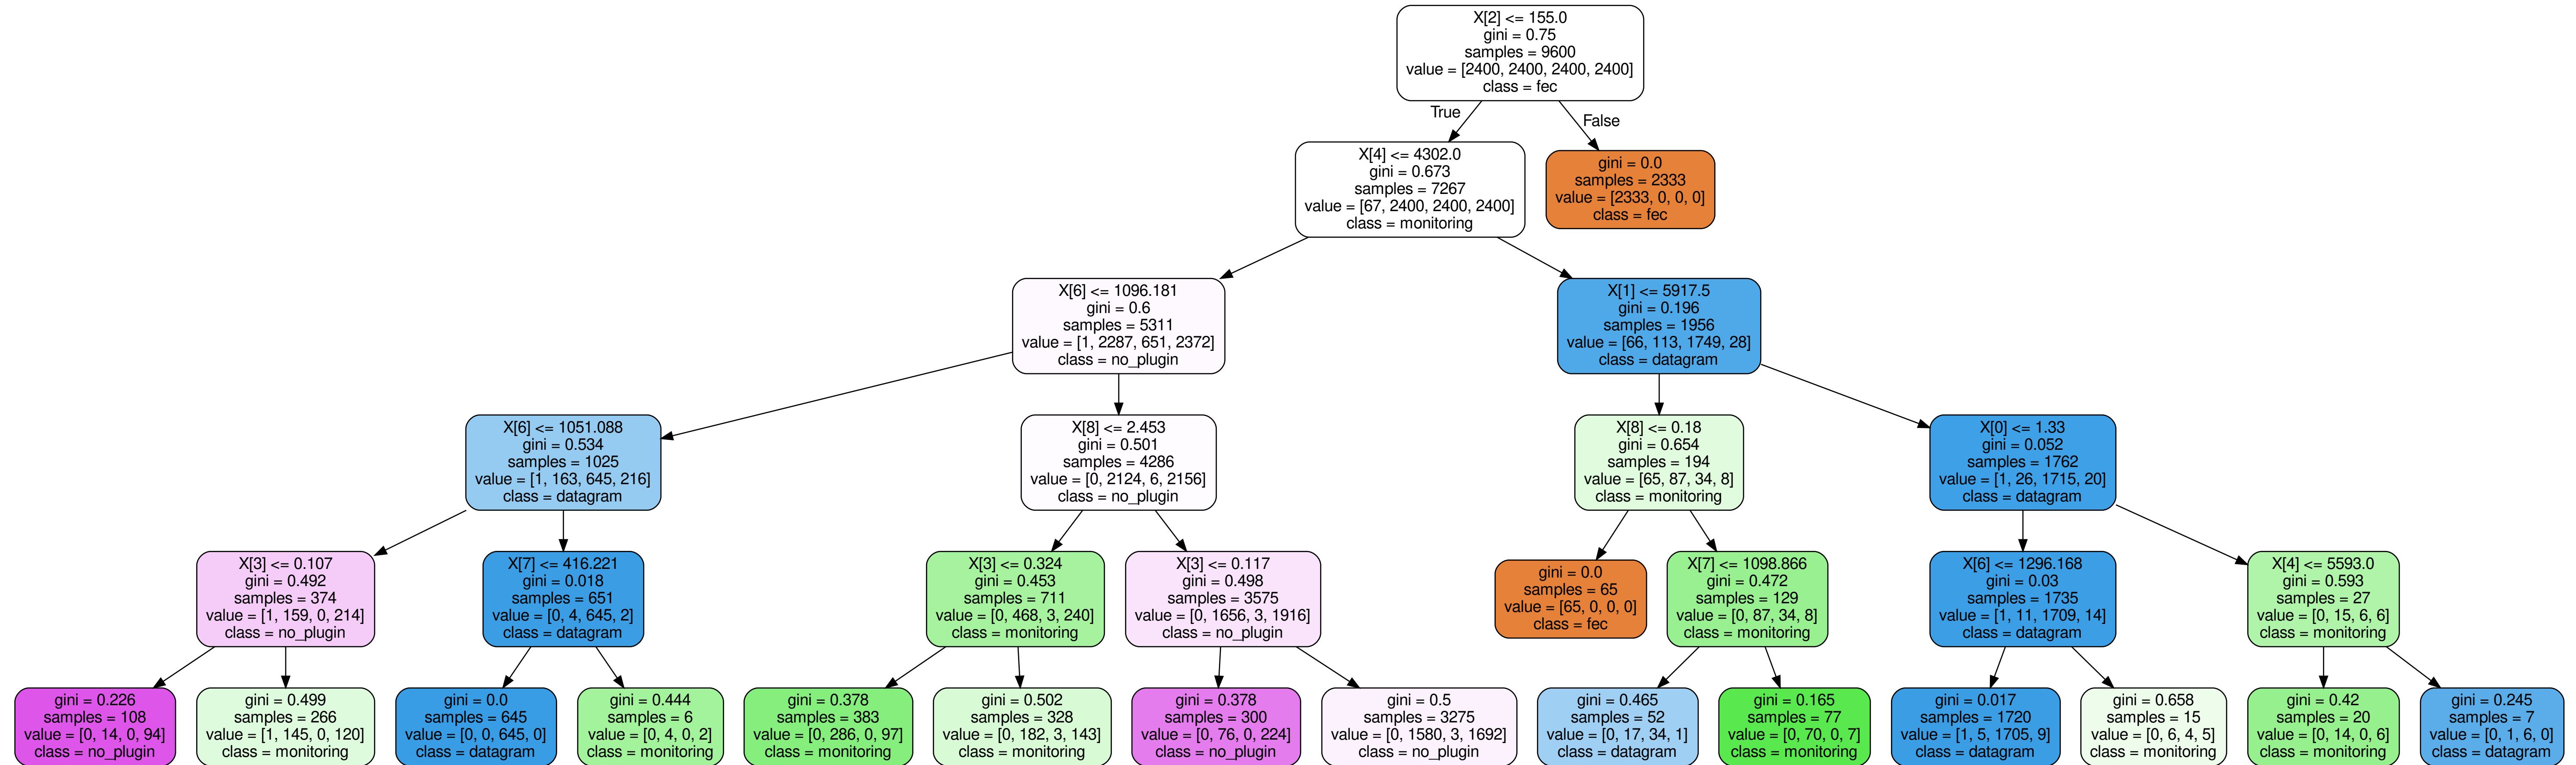 X[2] <= 155.0
gini = 0.75
samples = 9600
value = [2400, 2400, 2400, 2400]
class = fec
True
False
X[4] <= 4302.0
gini = 0.673
samples = 7267
value = [67, 2400, 2400, 2400]
class = monitoring
gini = 0.0
samples = 2333
value = [2333, 0, 0, 0]
class = fec
X[6] <= 1096.181
gini = 0.6
samples = 5311
value = [1, 2287, 651, 2372]
class = no_plugin
X[1] <= 5917.5
gini = 0.196
samples = 1956
value = [66, 113, 1749, 28]
class = datagram
X[6] <= 1051.088
gini = 0.534
samples = 1025
value = [1, 163, 645, 216]
class = datagram
X[8] <= 2.453
gini = 0.501
samples = 4286
value = [0, 2124, 6, 2156]
class = no_plugin
X[8] <= 0.18
gini = 0.654
samples = 194
value = [65, 87, 34, 8]
class = monitoring
X[0] <= 1.33
gini = 0.052
samples = 1762
value = [1, 26, 1715, 20]
class = datagram
X[3] <= 0.107
gini = 0.492
samples = 374
value = [1, 159, 0, 214]
class = no_plugin
X[7] <= 416.221
gini = 0.018
samples = 651
value = [0, 4, 645, 2]
class = datagram
X[3] <= 0.324
gini = 0.453
samples = 711
value = [0, 468, 3, 240]
class = monitoring
X[3] <= 0.117
gini = 0.498
samples = 3575
value = [0, 1656, 3, 1916]
class = no_plugin
gini = 0.0
samples = 65
value = [65, 0, 0, 0]
class = fec
X[7] <= 1098.866
gini = 0.472
samples = 129
value = [0, 87, 34, 8]
class = monitoring
X[6] <= 1296.168
gini = 0.03
samples = 1735
value = [1, 11, 1709, 14]
class = datagram
X[4] <= 5593.0
gini = 0.593
samples = 27
value = [0, 15, 6, 6]
class = monitoring
gini = 0.226
samples = 108
value = [0, 14, 0, 94]
class = no_plugin
gini = 0.499
samples = 266
value = [1, 145, 0, 120]
class = monitoring
gini = 0.0
samples = 645
value = [0, 0, 645, 0]
class = datagram
gini = 0.444
samples = 6
value = [0, 4, 0, 2]
class = monitoring
gini = 0.378
samples = 383
value = [0, 286, 0, 97]
class = monitoring
gini = 0.502
samples = 328
value = [0, 182, 3, 143]
class = monitoring
gini = 0.378
samples = 300
value = [0, 76, 0, 224]
class = no_plugin
gini = 0.5
samples = 3275
value = [0, 1580, 3, 1692]
class = no_plugin
gini = 0.465
samples = 52
value = [0, 17, 34, 1]
class = datagram
gini = 0.165
samples = 77
value = [0, 70, 0, 7]
class = monitoring
gini = 0.017
samples = 1720
value = [1, 5, 1705, 9]
class = datagram
gini = 0.658
samples = 15
value = [0, 6, 4, 5]
class = monitoring
gini = 0.42
samples = 20
value = [0, 14, 0, 6]
class = monitoring
gini = 0.245
samples = 7
value = [0, 1, 6, 0]
class = datagram